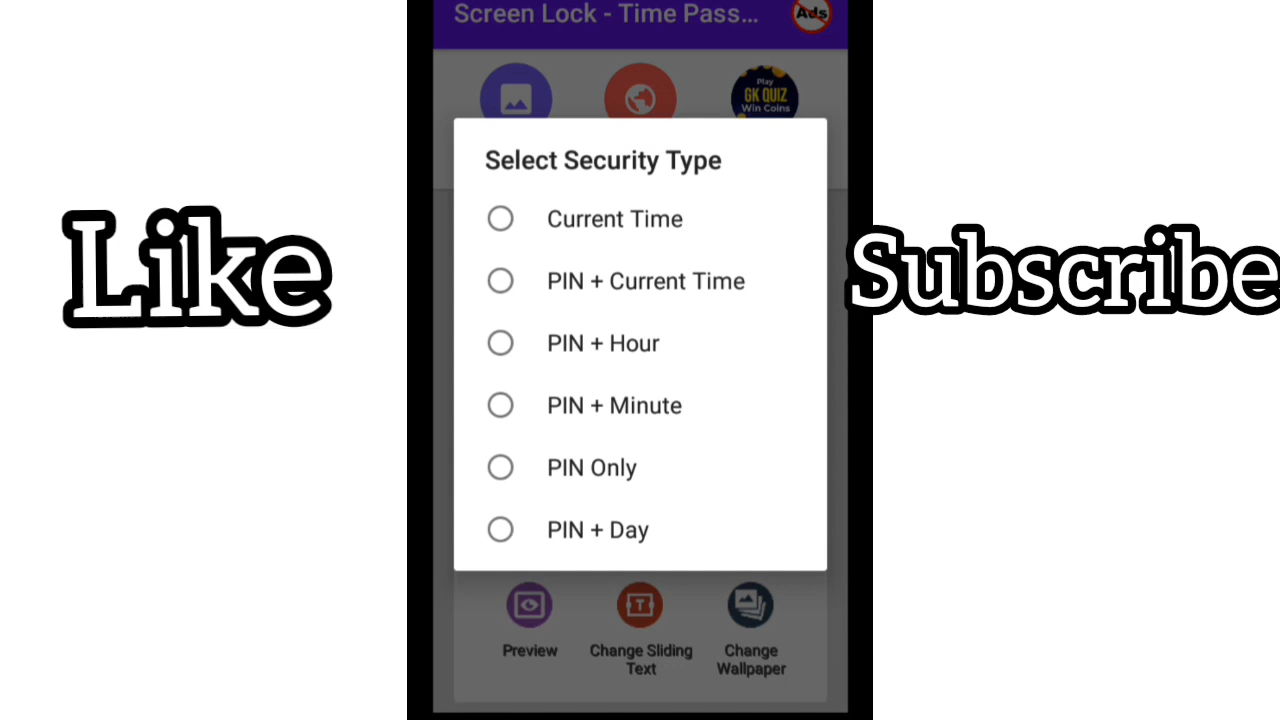 Screen Lock - Time Pass...
Ads
Play
GK QUIZ
Win Coins
Select Security Type
Current Time
PIN + Current Time
PIN + Hour
PIN + Minute
PIN Only
PIN + Day
Like
Subscribe
T
Preview
Change Sliding
Text
Change
Wallpaper